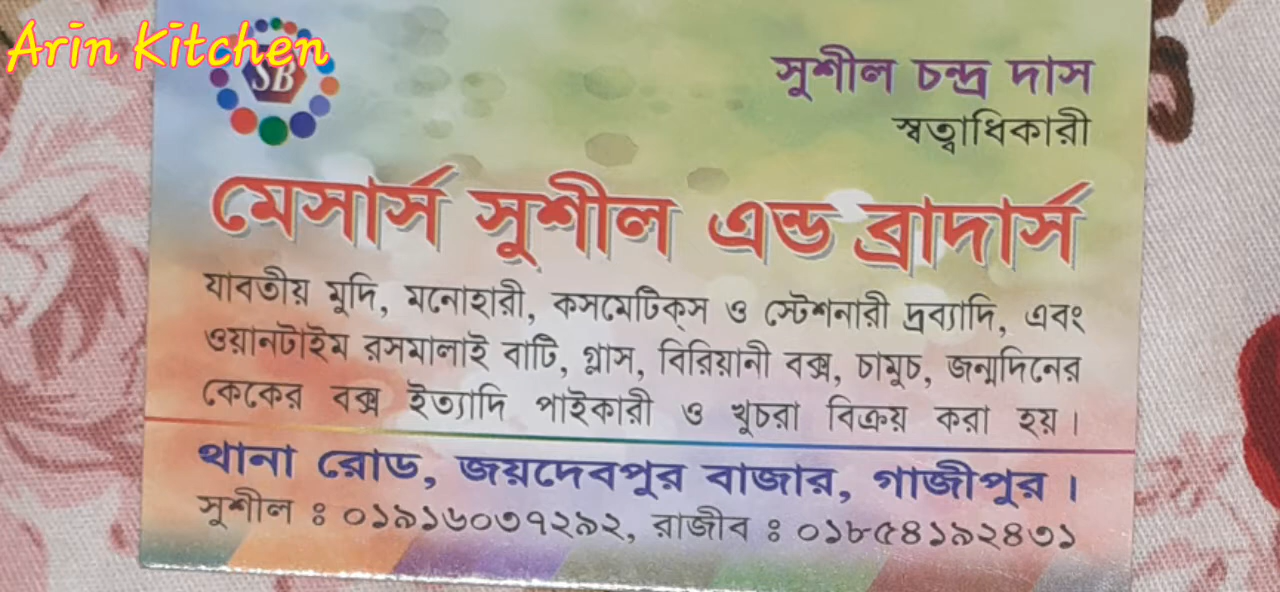 Arin Kitchen
SB
সুশীল চন্দ্র দাস
স্বত্বাধিকারী
মেসার্স সুশীল এন্ড ব্রাদার্স
যাবতীয় মুদি, মনোহারী, কসমেটিক্স ও স্টেশনারী দ্রব্যাদি, এবং
ওয়ানটাইম রসমালাই বাটি, গ্লাস, বিরিয়ানী বক্স, চামুচ, জন্মদিনের
কেকের বক্স ইত্যাদি পাইকারী ও খুচরা বিক্রয় করা হয়।
থানা রোড, জয়দেবপুর বাজার, গাজীপুর।
সুশীল : ০১৯১৬০৩৭২৯২, রাজীব : ০১৮৫৪১৯২৪৩১